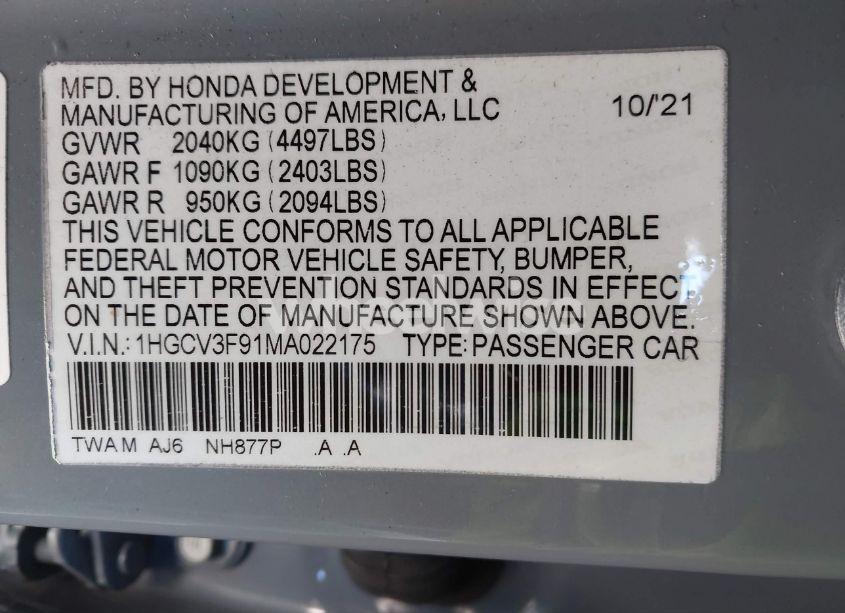 MFD. BY HONDA DEVELOPMENT &
MANUFACTURING OF AMERICA, LLC 10/'21
GVWR 2040KG (4497LBS)
GAWR F 1090KG (2403LBS)
GAWR R 950KG (2094LBS)
THIS VEHICLE CONFORMS TO ALL APPLICABLE
FEDERAL MOTOR VEHICLE SAFETY, BUMPER,
AND THEFT PREVENTION STANDARDS IN EFFECT
ON THE DATE OF MANUFACTURE SHOWN ABOVE.
V.I.N.: 1HGCV3F91MA022175 TYPE: PASSENGER CAR
TWAM AJ6 NH877P .A .A